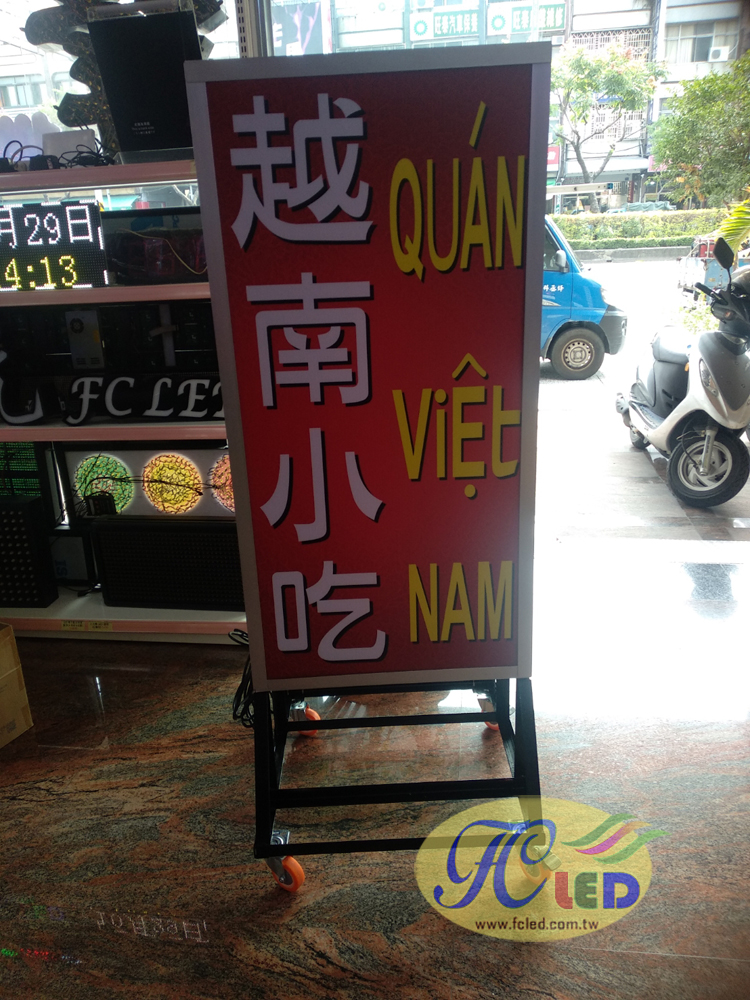 越南小吃
QUÁN
ViỆt
NAM
月29日
4:13
FC LED
FC LED
www.fcled.com.tw